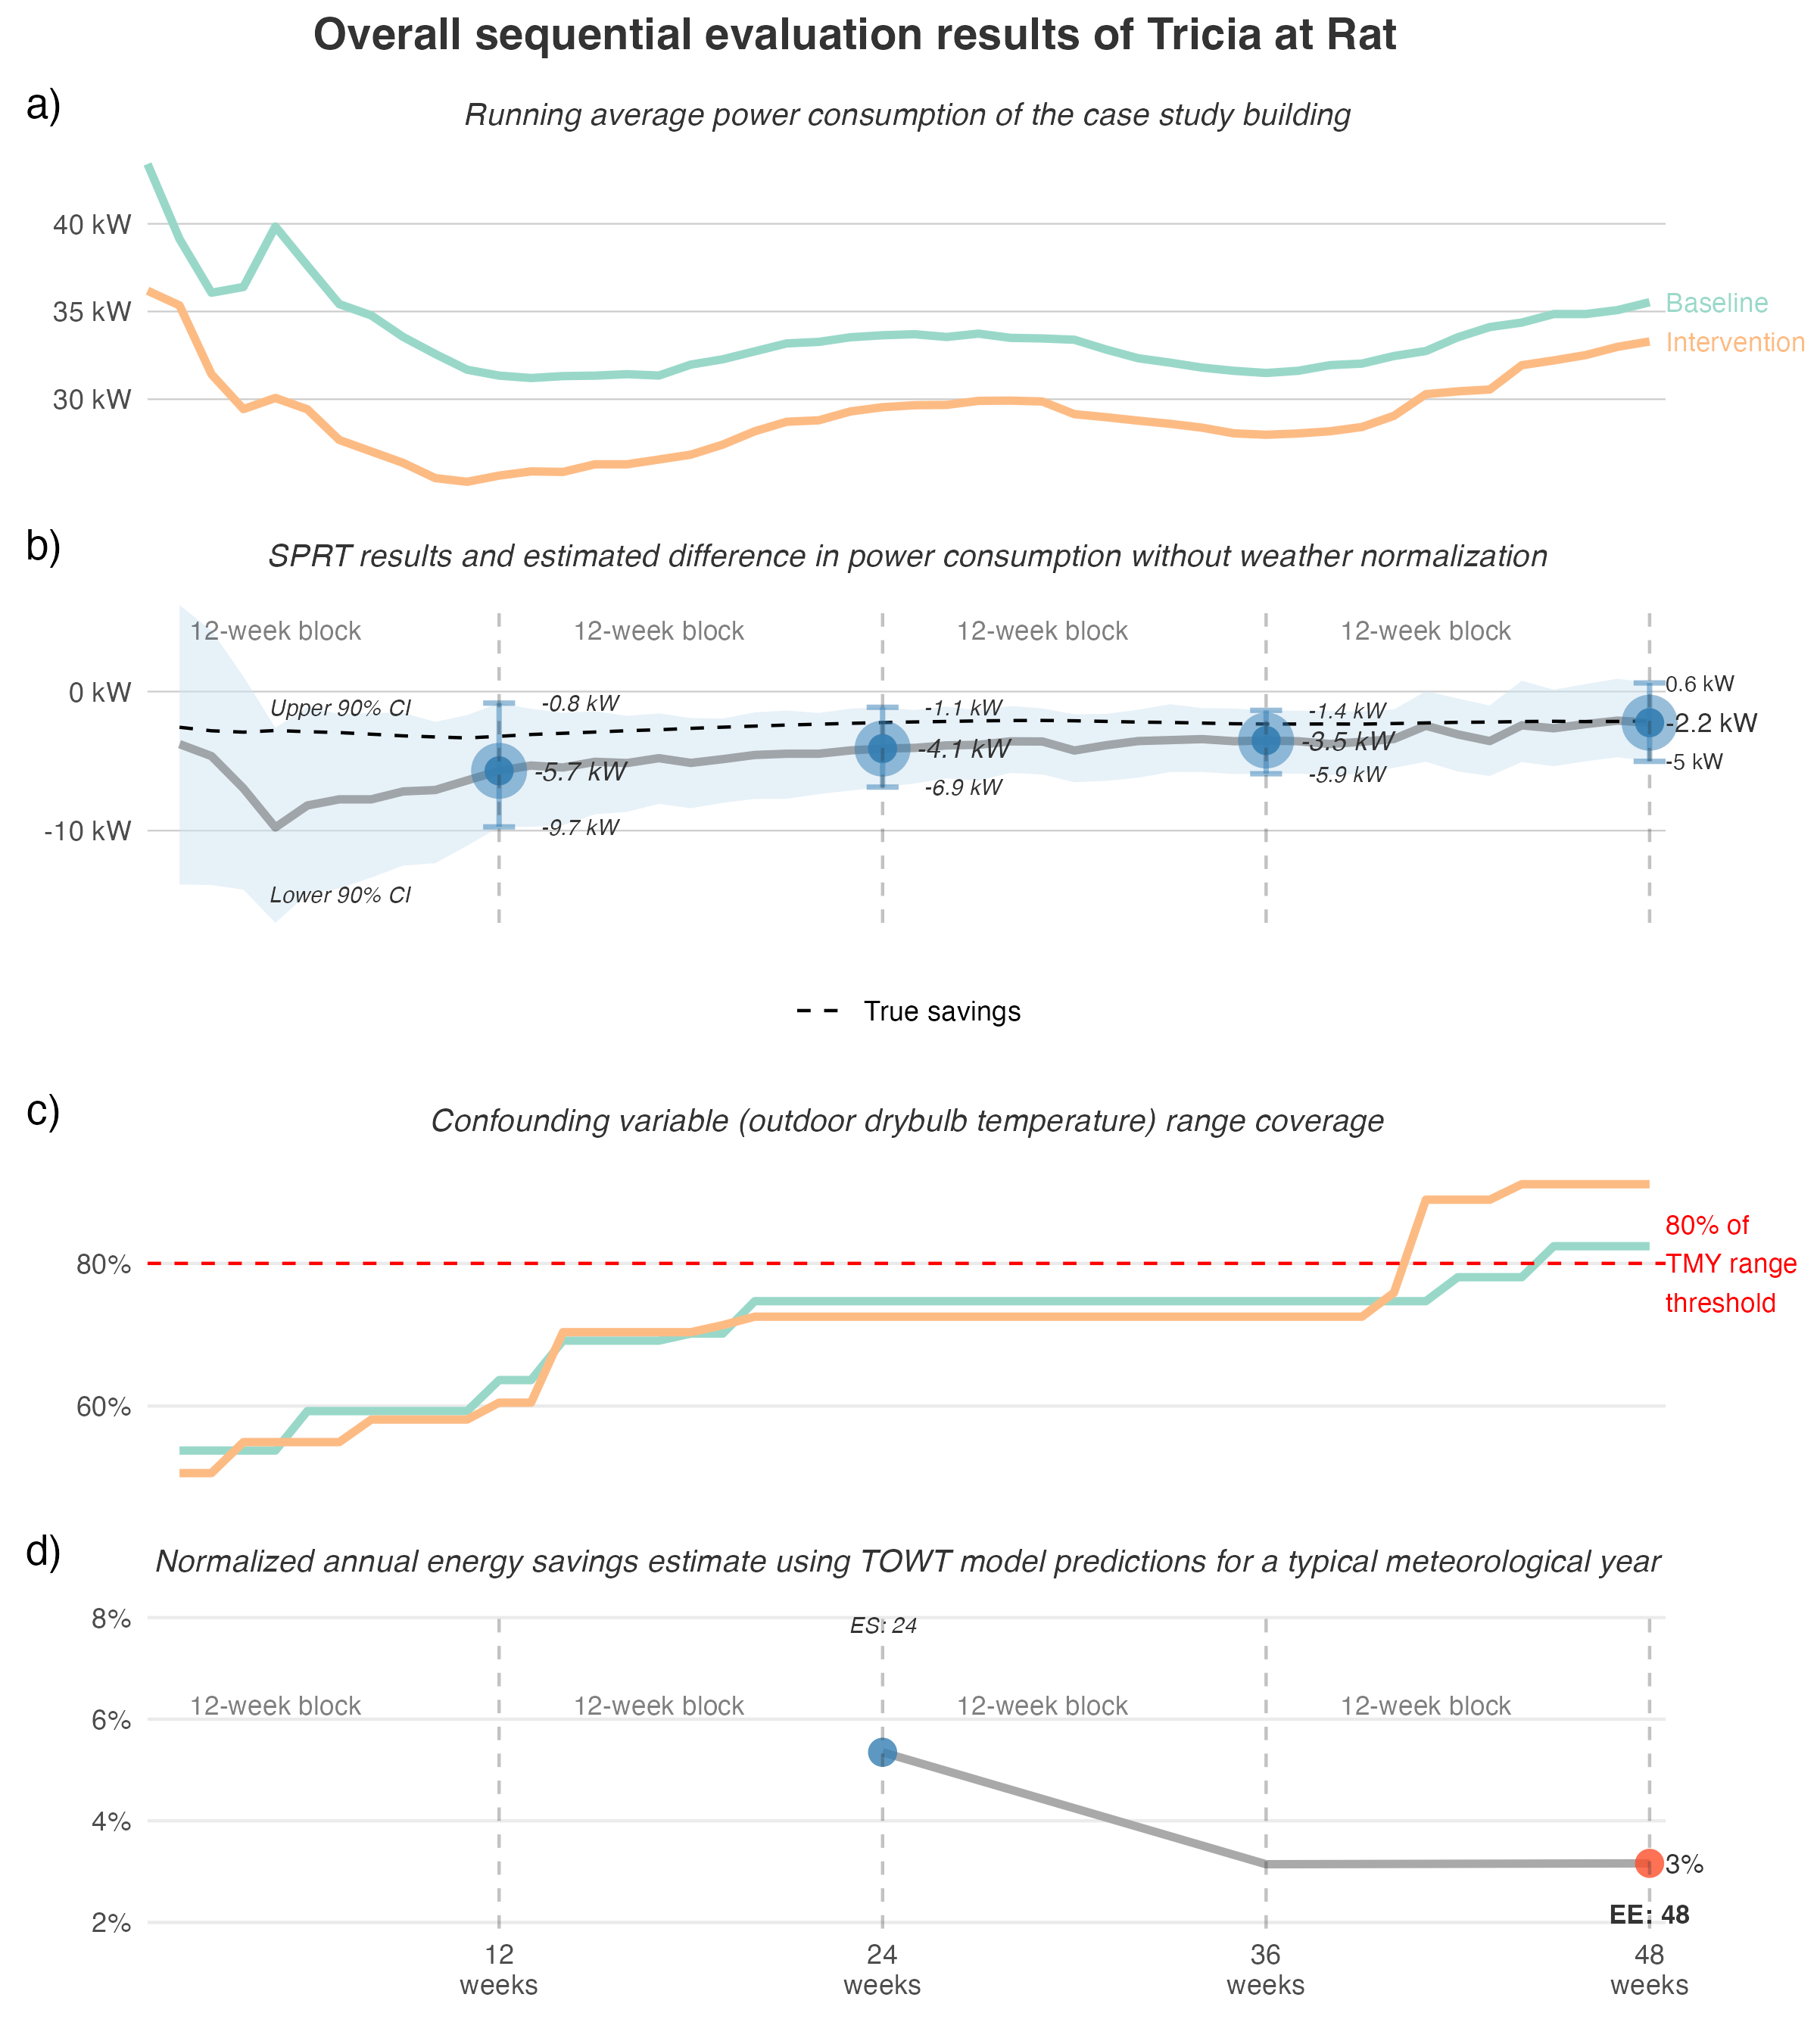 Overall sequential evaluation results of Tricia at Rat
a)
Running average power consumption of the case study building
40 kW
35 kW
30 kW
Baseline
Intervention
b)
SPRT results and estimated difference in power consumption without weather normalization
12-week block
12-week block
12-week block
12-week block
0 kW
-10 kW
Upper 90% CI
Lower 90% CI
-0.8 kW
-5.7 kW
-9.7 kW
-1.1 kW
-4.1 kW
-6.9 kW
-1.4 kW
-3.5 kW
-5.9 kW
0.6 kW
-2.2 kW
-5 kW
True savings
c)
Confounding variable (outdoor drybulb temperature) range coverage
80%
60%
80% of
TMY range
threshold
d)
Normalized annual energy savings estimate using TOWT model predictions for a typical meteorological year
8%
6%
4%
2%
ES: 24
12-week block
12-week block
12-week block
12-week block
3%
EE: 48
12
weeks
24
weeks
36
weeks
48
weeks